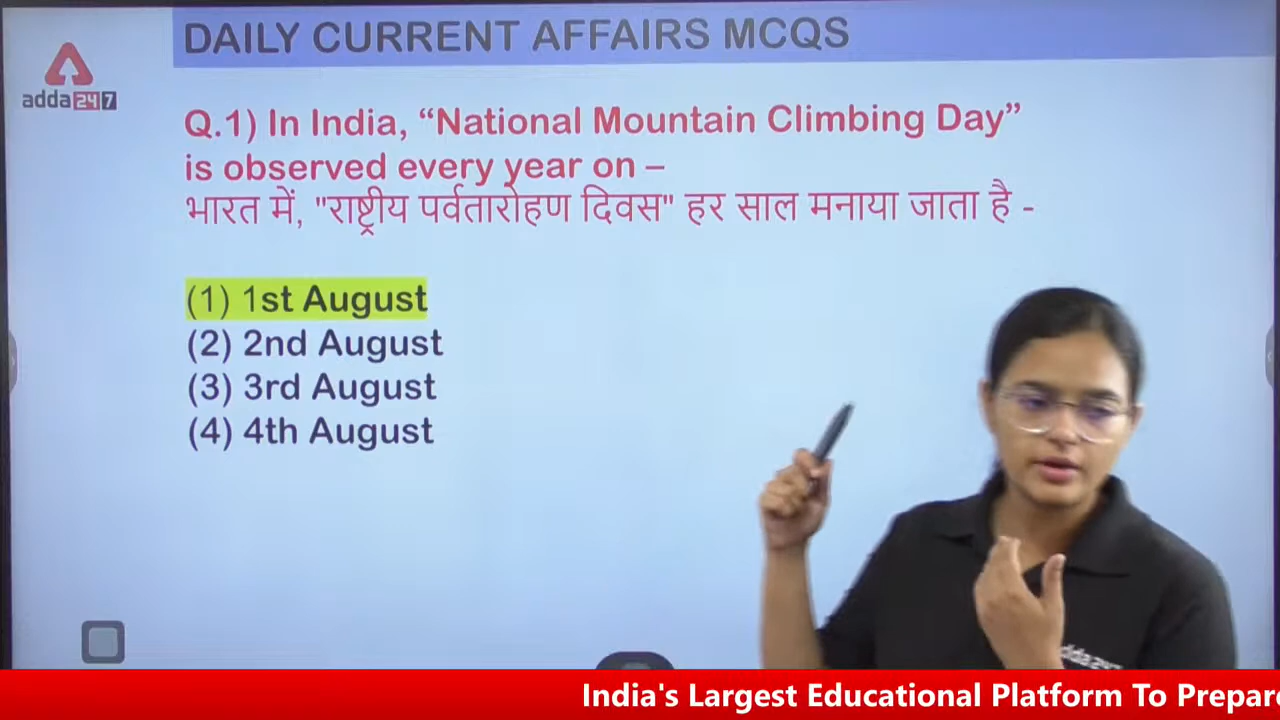 DAILY CURRENT AFFAIRS MCQS
adda247
Q.1) In India, “National Mountain Climbing Day”
is observed every year on –
भारत में, "राष्ट्रीय पर्वतारोहण दिवस" हर साल मनाया जाता है -
(1) 1st August
(2) 2nd August
(3) 3rd August
(4) 4th August
adda247
India's Largest Educational Platform To Prepare